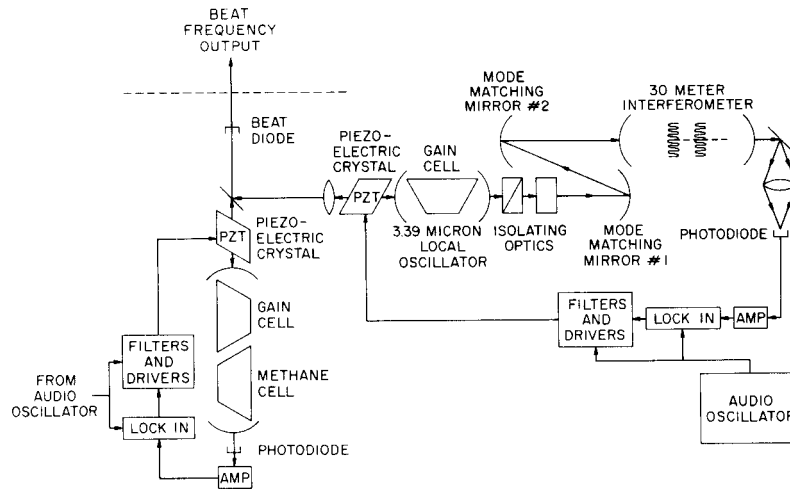 BEAT
FREQUENCY
OUTPUT
BEAT
DIODE
PIEZO-
ELECTRIC
CRYSTAL
PZT
GAIN
CELL
3.39 MICRON
LOCAL
OSCILLATOR
ISOLATING
OPTICS
MODE
MATCHING
MIRROR #2
30 METER
INTERFEROMETER
MODE
MATCHING
MIRROR #1
PHOTODIODE
AMP
LOCK IN
FILTERS
AND
DRIVERS
AUDIO
OSCILLATOR
PZT
PIEZO-
ELECTRIC
CRYSTAL
GAIN
CELL
METHANE
CELL
PHOTODIODE
AMP
FILTERS
AND
DRIVERS
LOCK IN
FROM
AUDIO
OSCILLATOR